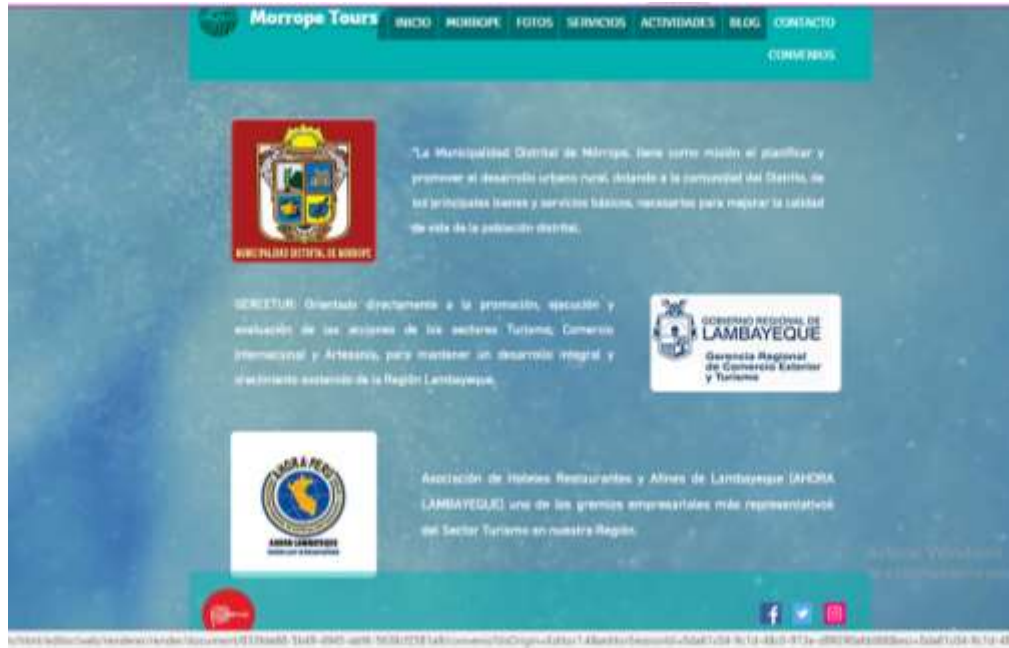 Morrope Tours
INICIO MORROPE FOTOS SERVICIOS ACTIVIDADES BLOG CONTACTO
CONVENIOS
"La Municipalidad Distrital de Mórrope, tiene como misión el planificar y
promover el desarrollo urbano rural, dotando a la comunidad del Distrito, de
los principales bienes y servicios básicos, necesarios para mejorar la calidad
de vida de la población distrital.
MUNICIPALIDAD DISTRITAL DE MORROPE
GERCETUR: Orientado directamente a la promoción, ejecución y
evaluación de las acciones de los sectores Turismo, Comercio
Internacional y Artesanía, para mantener un desarrollo integral y
crecimiento sostenido de la Región Lambayeque.
GOBIERNO REGIONAL DE
LAMBAYEQUE
Gerencia Regional
de Comercio Exterior
y Turismo
AHORA PERU
AHORA LAMBAYEQUE
Asociación de Hoteles Restaurantes y Afines de Lambayeque (AHORA
LAMBAYEQUE) uno de los gremios empresariales más representativos
del Sector Turismo en nuestra Región.
Activar Windows